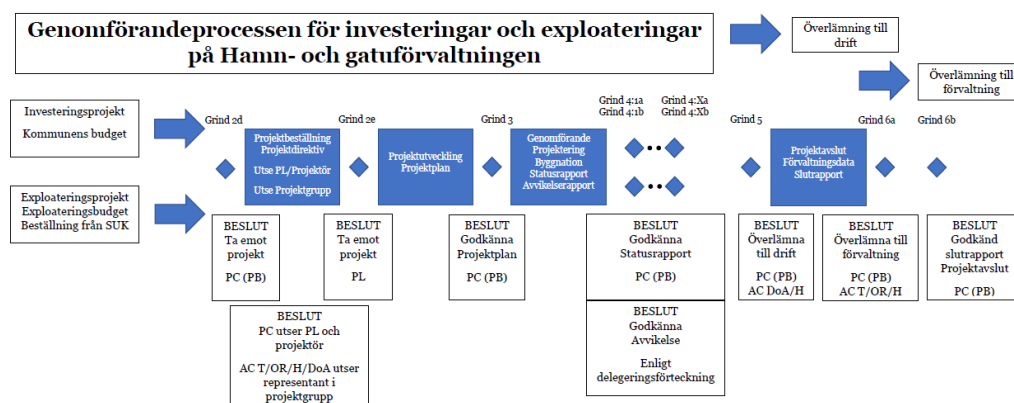 Genomförandeprocessen för investeringar och exploateringar
på Hamn- och gatuförvaltningen
Överlämning till
drift
Överlämning till
förvaltning
Investeringsprojekt
Kommunens budget
Exploateringsprojekt
Exploateringsbudget
Beställning från SUK
Grind 2d
Projektbeställning
Projektdirektiv
Utse PL/Projektör
Utse Projektgrupp
Grind 2e
Projektutveckling
Projektplan
Grind 3
Genomförande
Projektering
Byggnation
Statusrapport
Avvikelserapport
Grind 4:1a
Grind 4:1b
Grind 4:Xa
Grind 4:Xb
Grind 5
Projektavslut
Förvaltningsdata
Slutrapport
Grind 6a
Grind 6b
BESLUT
Ta emot
projekt
PC (PB)
BESLUT
Ta emot
projekt
PL
BESLUT
Godkänna
Projektplan
PC (PB)
BESLUT
Godkänna
Statusrapport
PC (PB)
BESLUT
Överlämna
till drift
PC (PB)
AC DoA/H
BESLUT
Överlämna till
förvaltning
PC (PB)
AC T/OR/H
BESLUT
Godkänd
slutrapport
Projektavslut
PC (PB)
BESLUT
PC utser PL och
projektör
AC T/OR/H/DoA utser
representant i
projektgrupp
BESLUT
Godkänna
Avvikelse
Enligt
delegeringsförteckning